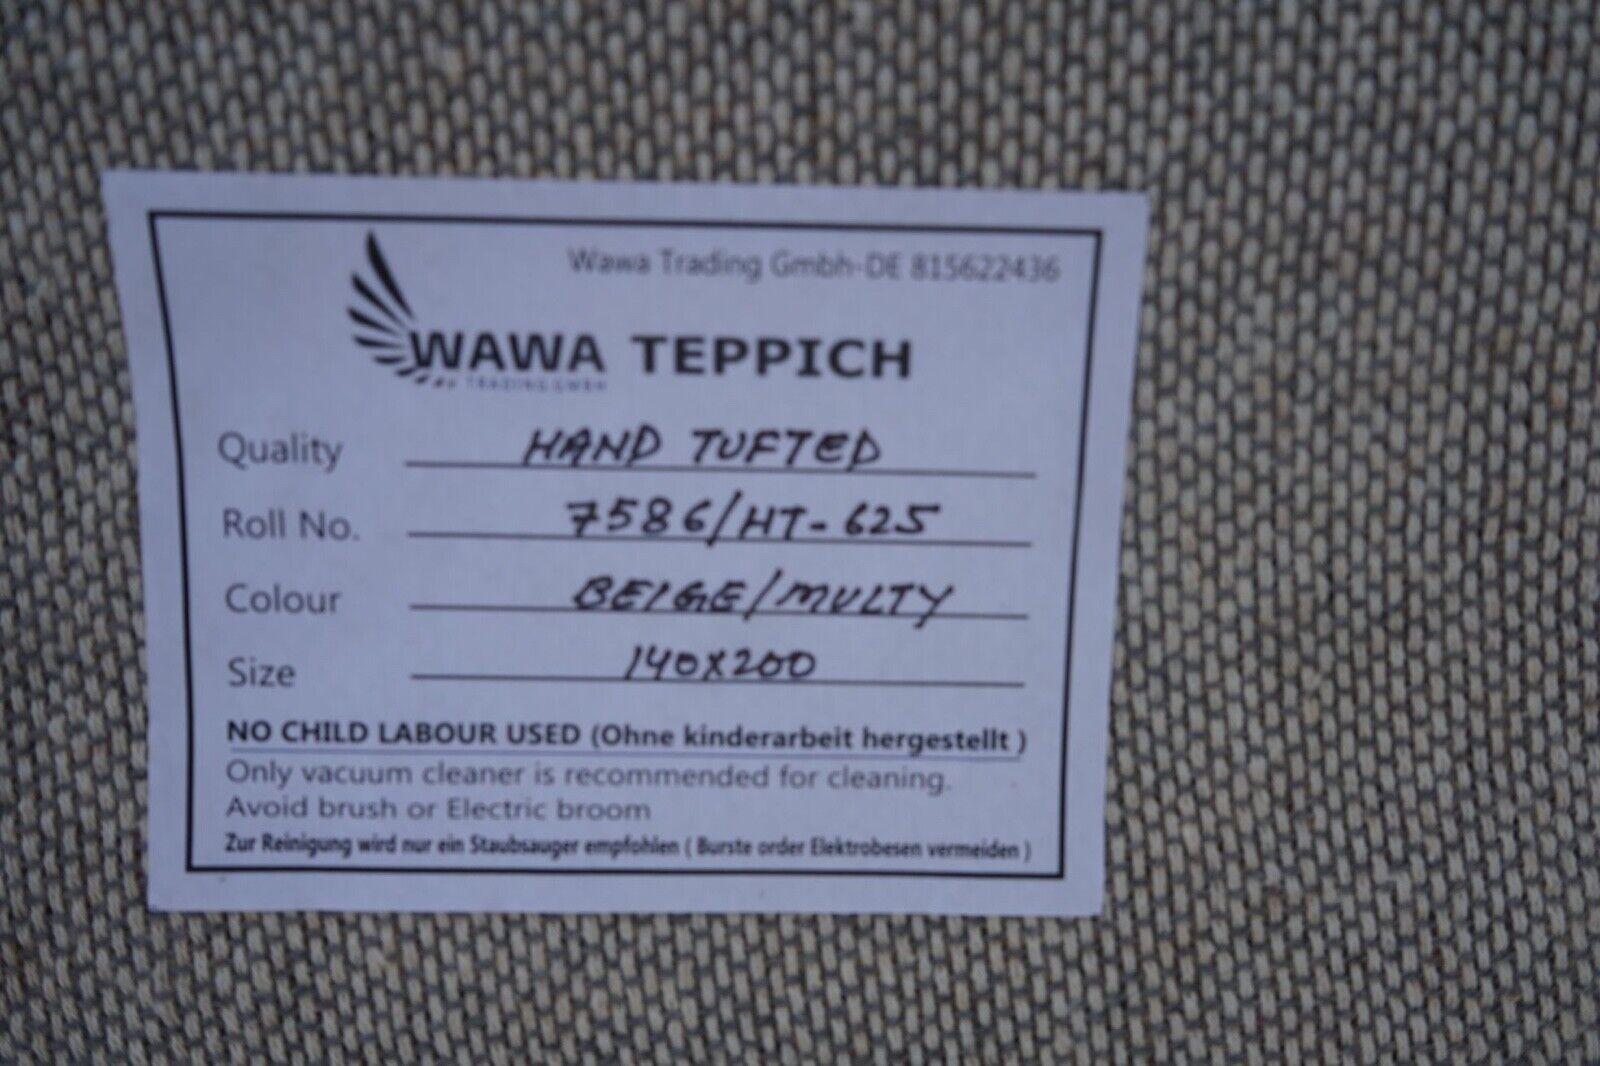 Wawa Trading Gmbh-DE 815622436
WAWA TEPPICH
TRADING GMBH
Quality HAND TUFTED
Roll No. 7586/HT-625
Colour BEIGE/MULTY
Size 140X200
NO CHILD LABOUR USED (Ohne kinderarbeit hergestellt )
Only vacuum cleaner is recommended for cleaning.
Avoid brush or Electric broom
Zur Reinigung wird nur ein Staubsauger empfohlen ( Burste order Elektrobesen vermeiden )